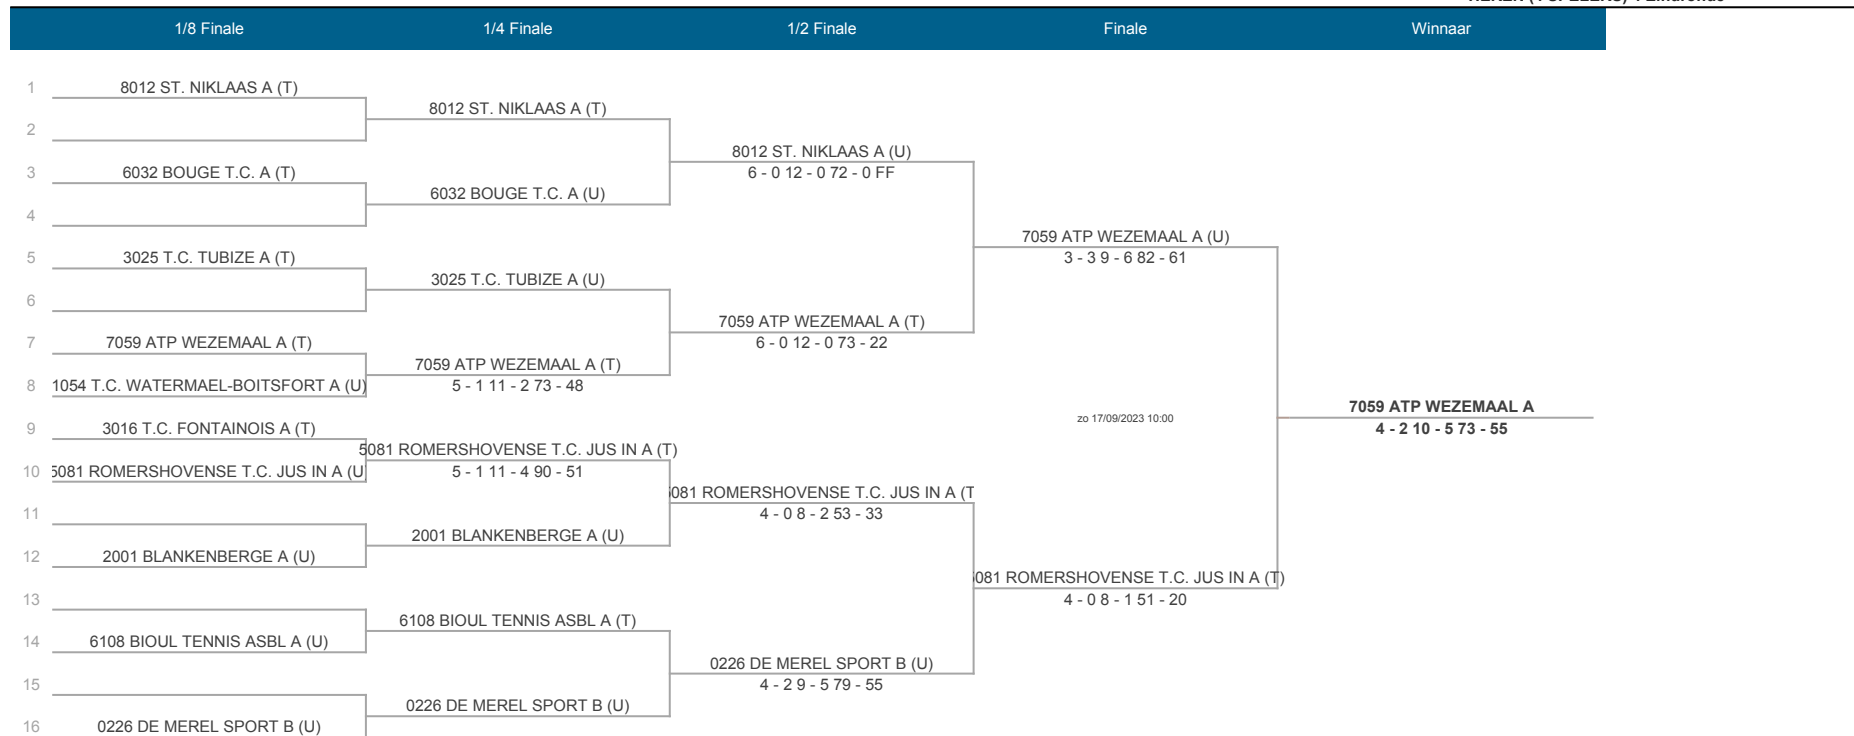 1/8 Finale 1/4 Finale 1/2 Finale Finale Winnaar
1 8012 ST. NIKLAAS A (T)
8012 ST. NIKLAAS A (T)
2
8012 ST. NIKLAAS A (U)
3 6032 BOUGE T.C. A (T)
6 - 0 12 - 0 72 - 0 FF
6032 BOUGE T.C. A (U)
4
7059 ATP WEZEMAAL A (U)
5 3025 T.C. TUBIZE A (T)
3 - 3 9 - 6 82 - 61
3025 T.C. TUBIZE A (U)
6
7059 ATP WEZEMAAL A (T)
7 7059 ATP WEZEMAAL A (T)
6 - 0 12 - 0 73 - 22
7059 ATP WEZEMAAL A (T)
8 1054 T.C. WATERMAEL-BOITSFORT A (U)
5 - 1 11 - 2 73 - 48
7059 ATP WEZEMAAL A
zo 17/09/2023 10:00
9 3016 T.C. FONTAINOIS A (T)
4 - 2 10 - 5 73 - 55
5081 ROMERSHOVENSE T.C. JUS IN A (T)
10 5081 ROMERSHOVENSE T.C. JUS IN A (U
5 - 1 11 - 4 90 - 51
081 ROMERSHOVENSE T.C. JUS IN A (T
11
4 - 0 8 - 2 53 - 33
2001 BLANKENBERGE A (U)
12 2001 BLANKENBERGE A (U)
081 ROMERSHOVENSE T.C. JUS IN A (T)
13
4 - 0 8 - 1 51 - 20
6108 BIOUL TENNIS ASBL A (T)
14 6108 BIOUL TENNIS ASBL A (U)
0226 DE MEREL SPORT B (U)
15
4 - 2 9 - 5 79 - 55
0226 DE MEREL SPORT B (U)
16 0226 DE MEREL SPORT B (U)